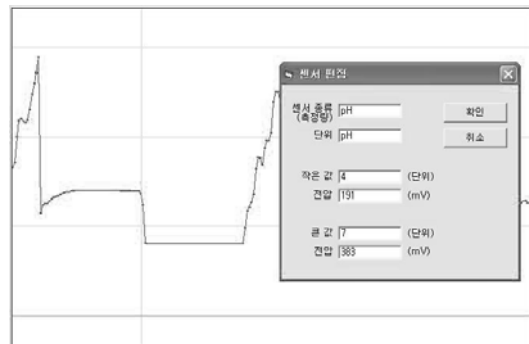 센서 편집
센서 종류 pH 확인
(측정량)
단위 pH 취소
작은 값 4 (단위)
전압 191 (mV)
큰 값 7 (단위)
전압 383 (mV)